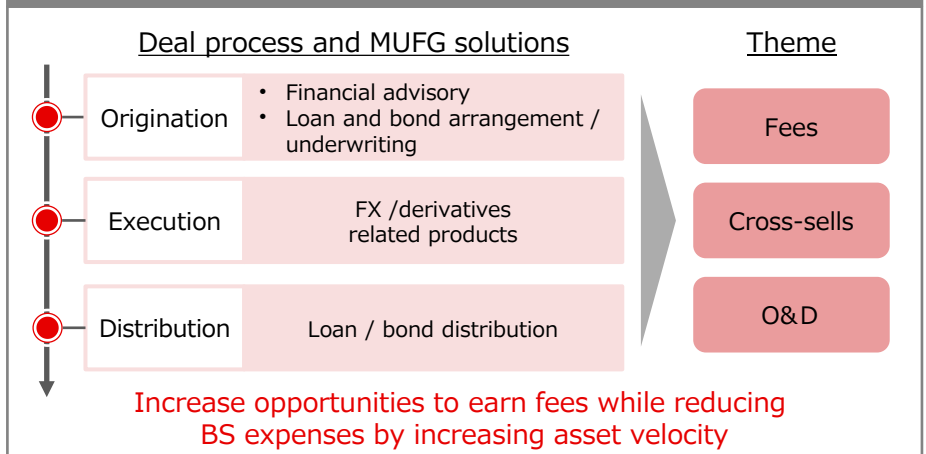 Deal process and MUFG solutions
Theme
Origination
• Financial advisory
• Loan and bond arrangement /
underwriting
Execution
FX /derivatives
related products
Distribution
Loan / bond distribution
Fees
Cross-sells
O&D
Increase opportunities to earn fees while reducing
BS expenses by increasing asset velocity